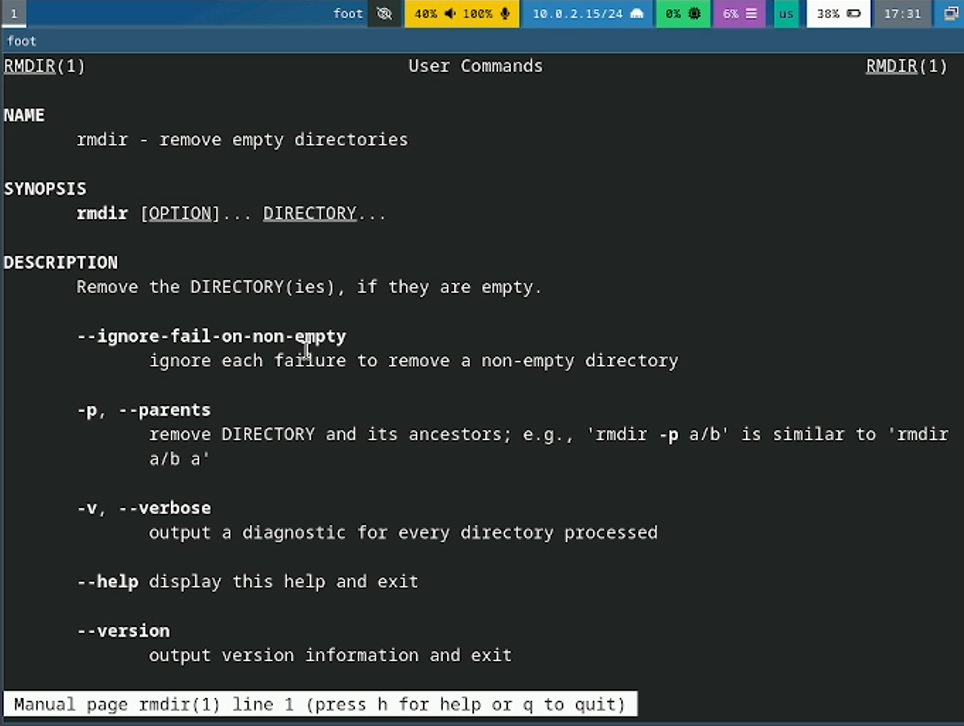 1 foot 40% 100% 10.0.2.15/24 0% 6% us 38% 17:31
foot
RMDIR(1) User Commands RMDIR(1)
NAME
rmdir - remove empty directories
SYNOPSIS
rmdir [OPTION]... DIRECTORY...
DESCRIPTION
Remove the DIRECTORY(ies), if they are empty.
--ignore-fail-on-non-empty
ignore each failure to remove a non-empty directory
-p, --parents
remove DIRECTORY and its ancestors; e.g., 'rmdir -p a/b' is similar to 'rmdir
a/b a'
-v, --verbose
output a diagnostic for every directory processed
--help display this help and exit
--version
output version information and exit
Manual page rmdir(1) line 1 (press h for help or q to quit)